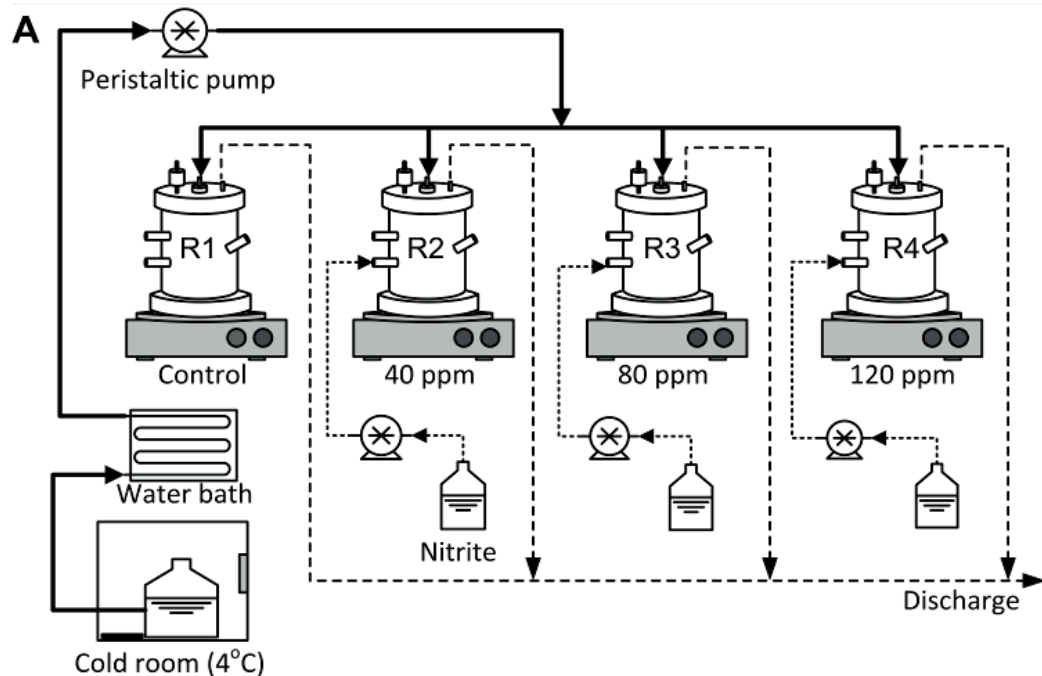 A
Peristaltic pump
R1
R2
R3
R4
Control
40 ppm
80 ppm
120 ppm
Water bath
Nitrite
Discharge
Cold room (4°C)